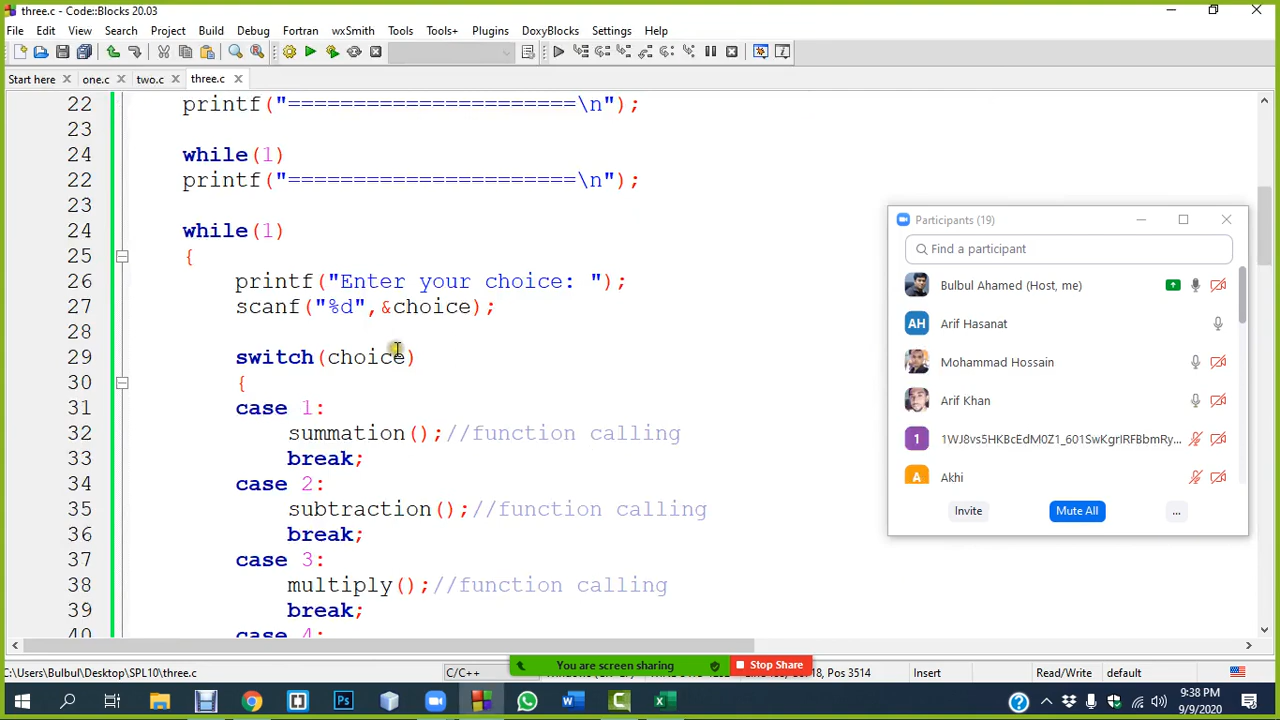 three.c - Code::Blocks 20.03
File Edit View Search Project Build Debug Fortran wxSmith Tools Tools+ Plugins DoxyBlocks Settings Help
Start here one.c two.c three.c
22 printf("======================\n");
23
24 while(1)
22 printf("======================\n");
23
24 while(1)
25 {
26 printf("Enter your choice: ");
27 scanf("%d",&choice);
28
29 switch(choice)
30 {
31 case 1:
32 summation();//function calling
33 break;
34 case 2:
35 subtraction();//function calling
36 break;
37 case 3:
38 multiply();//function calling
39 break;
40 case 4:
Participants (19)
Find a participant
Bulbul Ahamed (Host, me)
AH Arif Hasanat
Mohammad Hossain
Arif Khan
A Akhi
Invite Mute All ...
C:\Users\Bulbul\Desktop\SPL10\three.c C/C++ Pos 3514 Insert Read/Write default
You are screen sharing Stop Share
9:38 PM
9/9/2020